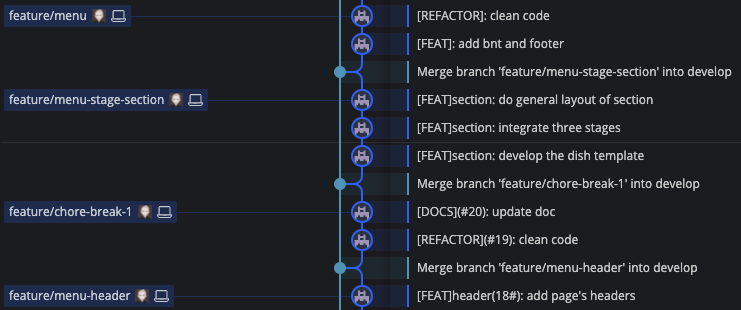 feature/menu [REFACTOR]: clean code
[FEAT]: add bnt and footer
Merge branch 'feature/menu-stage-section' into develop
feature/menu-stage-section [FEAT]section: do general layout of section
[FEAT]section: integrate three stages
[FEAT]section: develop the dish template
Merge branch 'feature/chore-break-1' into develop
feature/chore-break-1 [DOCS](#20): update doc
[REFACTOR](#19): clean code
Merge branch 'feature/menu-header' into develop
feature/menu-header [FEAT]header(18#): add page's headers